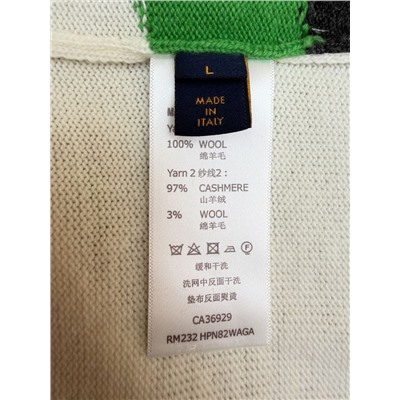 L
MADE
IN
ITALY
100% WOOL
绵羊毛
Yarn 2 纱线2：
97% CASHMERE
山羊绒
3% WOOL
绵羊毛
缓和干洗
洗网中反面干洗
垫布反面熨烫
CA36929
RM232 HPN82WAGA